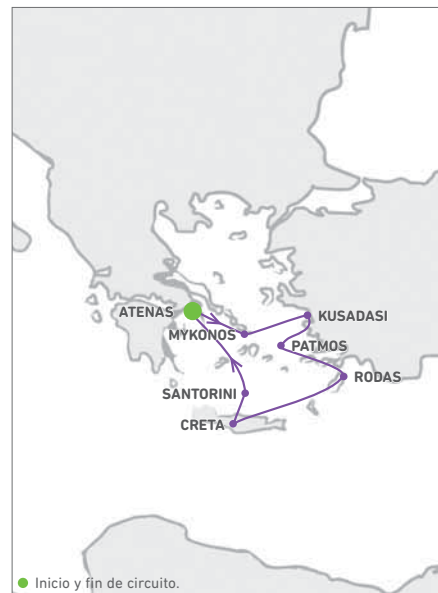 ATENAS
KUSADASI
MYKONOS
PATMOS
RODAS
SANTORINI
CRETA
Inicio y fin de circuito.